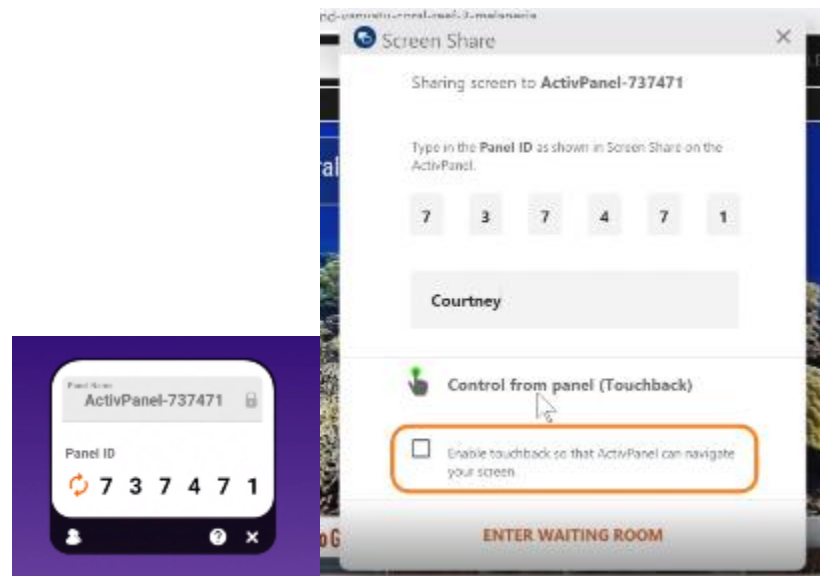 Panel Name
ActivPanel-737471
Panel ID
7 3 7 4 7 1
Screen Share
Sharing screen to ActivPanel-737471
Type in the Panel ID as shown in Screen Share on the
ActivPanel.
7 3 7 4 7 1
Courtney
Control from panel (Touchback)
Enable touchback so that ActivPanel can navigate
your screen
ENTER WAITING ROOM